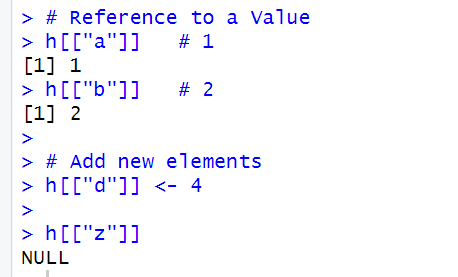 > # Reference to a Value
> h[["a"]]   # 1
[1] 1
> h[["b"]]   # 2
[1] 2
>
> # Add new elements
> h[["d"]] <- 4
>
> h[["z"]]
NULL